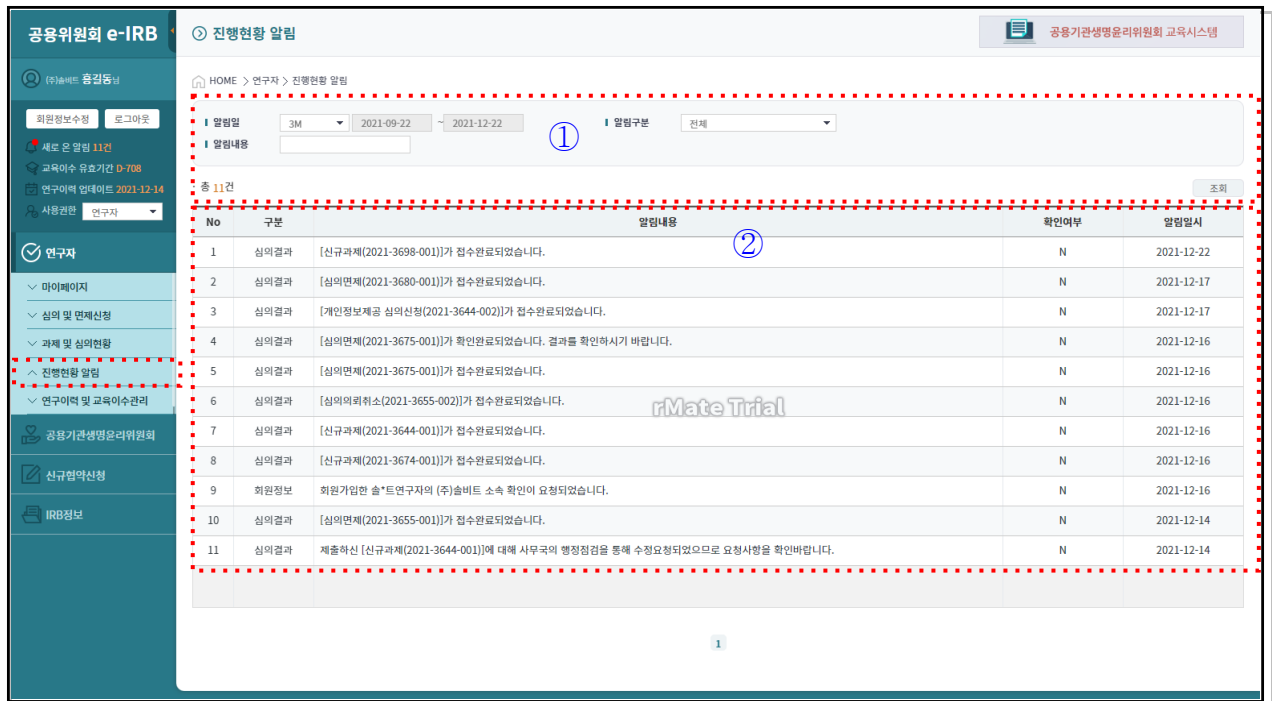 공용위원회 e-IRB
진행현황 알림
공용기관생명윤리위원회 교육시스템
(주)솔비트 홍길동님
HOME > 연구자 > 진행현황 알림
회원정보수정 로그아웃
새로 온 알림 11건
교육이수 유효기간 D-708
연구이력 업데이트 2021-12-14
사용권한 연구자
연구자
마이페이지
심의 및 면제신청
과제 및 심의현황
진행현황 알림
연구이력 및 교육이수관리
공용기관생명윤리위원회
신규협약신청
IRB정보
알림일 3M 2021-09-22 ~ 2021-12-22 ① 알림구분 전체
알림내용
총 11건 조회
No 구분 알림내용 확인여부 알림일시
②
1 심의결과 [신규과제(2021-3698-001)]가 접수완료되었습니다. N 2021-12-22
2 심의결과 [심의면제(2021-3680-001)]가 접수완료되었습니다. N 2021-12-17
3 심의결과 [개인정보제공 심의신청(2021-3644-002)]가 접수완료되었습니다. N 2021-12-17
4 심의결과 [심의면제(2021-3675-001)]가 확인완료되었습니다. 결과를 확인하시기 바랍니다. N 2021-12-16
5 심의결과 [심의면제(2021-3675-001)]가 접수완료되었습니다. N 2021-12-16
6 심의결과 [심의의뢰취소(2021-3655-002)]가 접수완료되었습니다. N 2021-12-16
rMate Trial
7 심의결과 [신규과제(2021-3644-001)]가 접수완료되었습니다. N 2021-12-16
8 심의결과 [신규과제(2021-3674-001)]가 접수완료되었습니다. N 2021-12-16
9 회원정보 회원가입한 솔*트연구자의 (주)솔비트 소속 확인이 요청되었습니다. N 2021-12-16
10 심의결과 [심의면제(2021-3655-001)]가 접수완료되었습니다. N 2021-12-14
11 심의결과 제출하신 [신규과제(2021-3644-001)]에 대해 사무국의 행정점검을 통해 수정요청되었으므로 요청사항을 확인바랍니다. N 2021-12-14
1